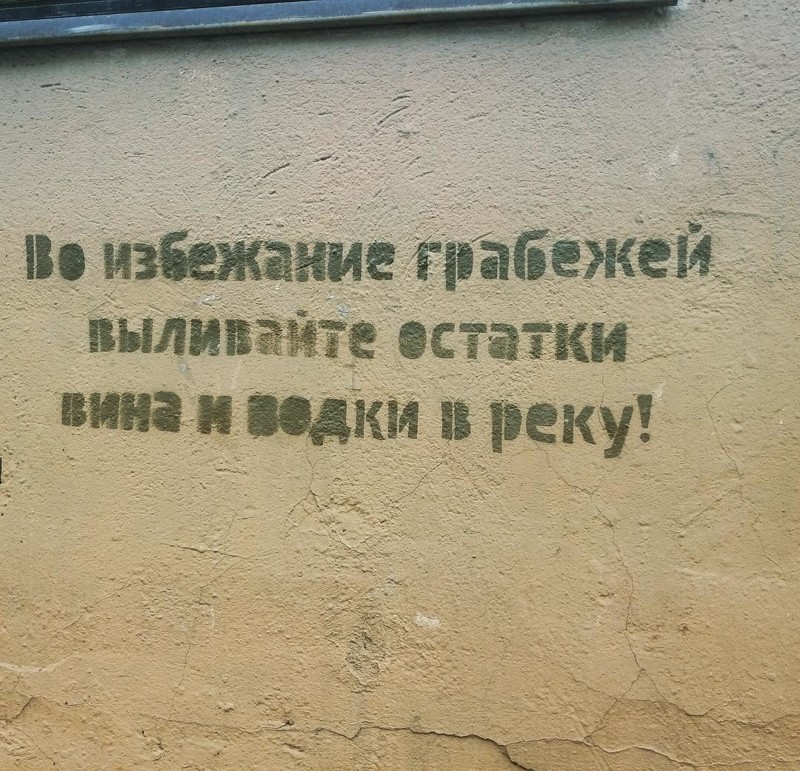 Во избежание грабежей
выливайте остатки
вина и водки в реку!